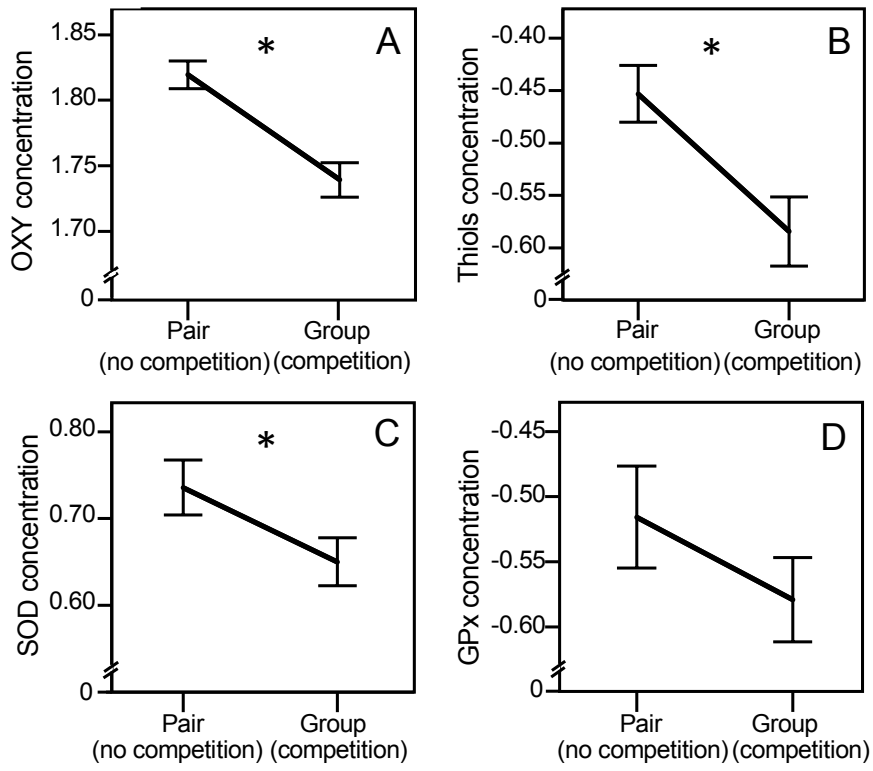 A
*
OXY concentration
1.85
1.80
1.75
1.70
0
Pair
(no competition)
Group
(competition)
B
*
Thiols concentration
-0.40
-0.45
-0.50
-0.55
-0.60
0
Pair
(no competition)
Group
(competition)
C
*
SOD concentration
0.80
0.70
0.60
0
Pair
(no competition)
Group
(competition)
D
GPx concentration
-0.45
-0.50
-0.55
-0.60
0
Pair
(no competition)
Group
(competition)